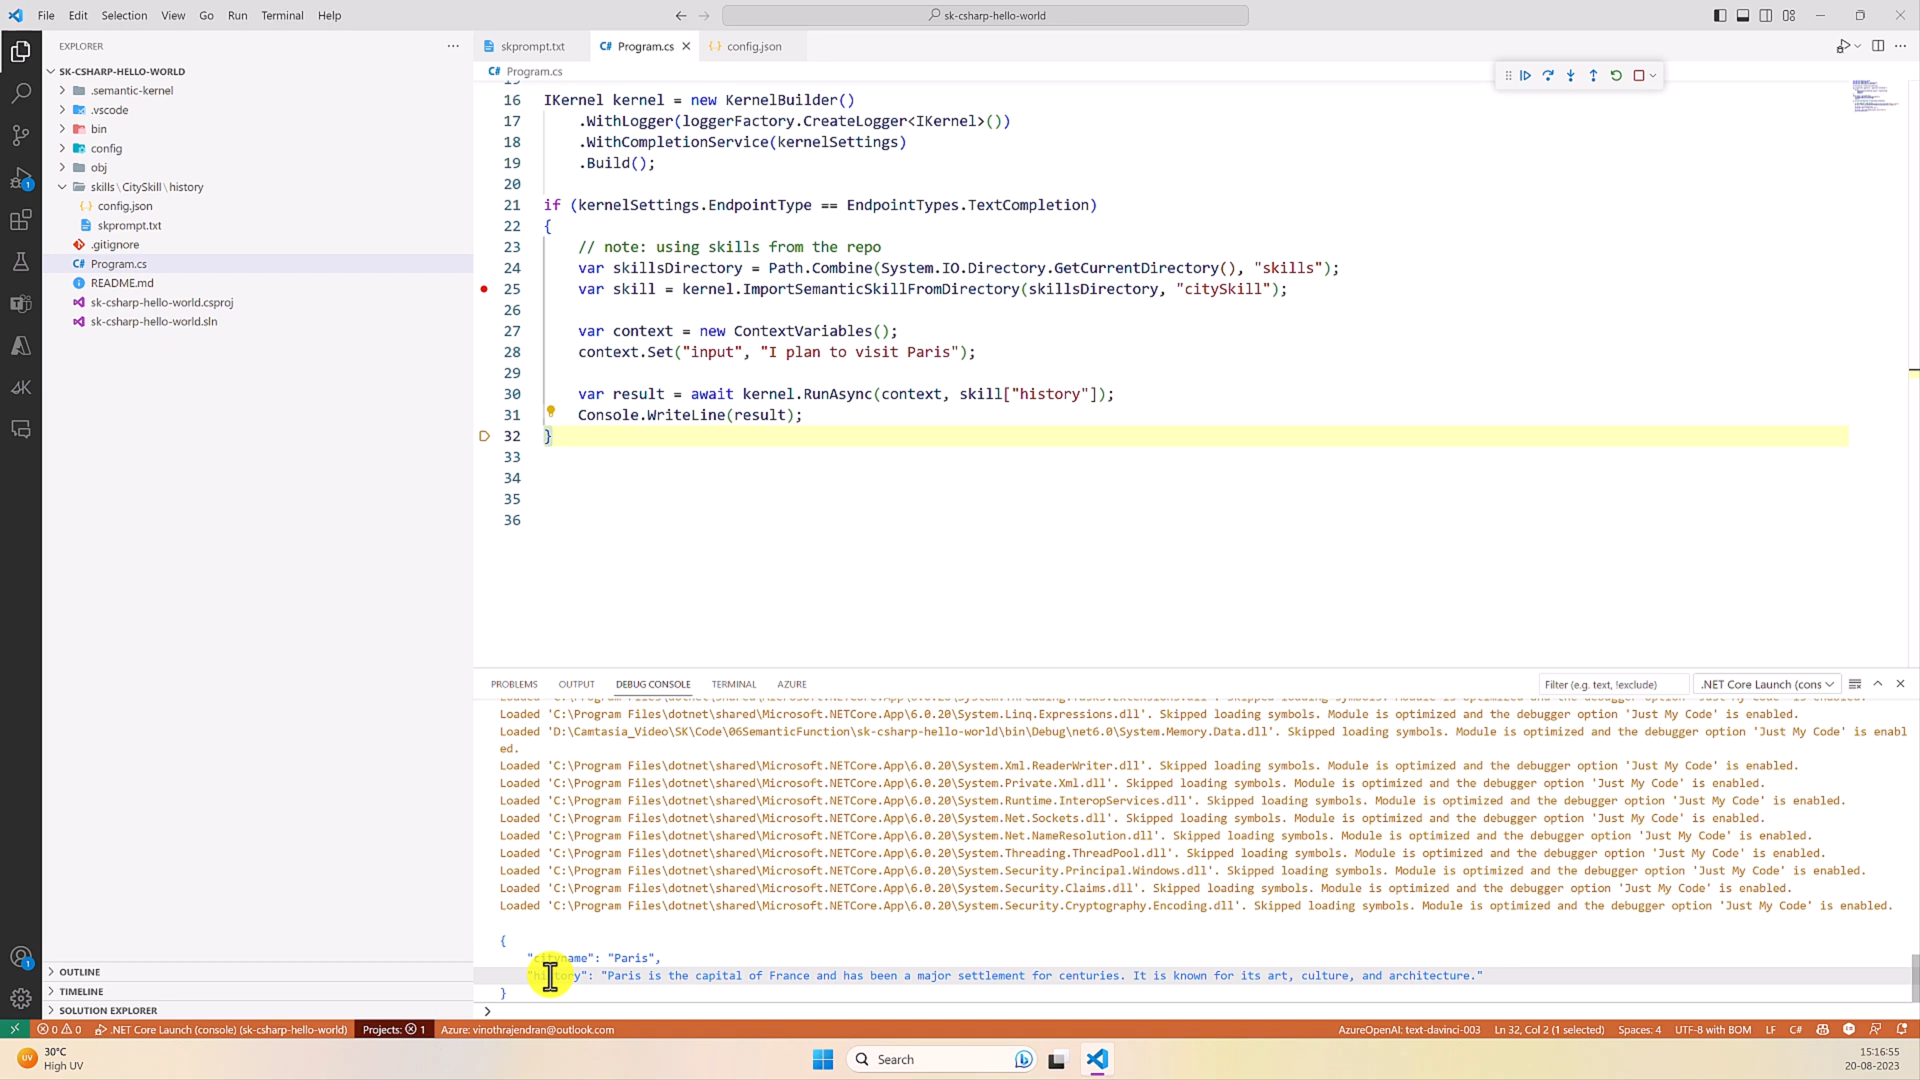 File Edit Selection View Go Run Terminal Help
sk-csharp-hello-world
EXPLORER
SK-CSHARP-HELLO-WORLD
.semantic-kernel
.vscode
bin
config
obj
skills\CitySkill\history
config.json
skprompt.txt
.gitignore
Program.cs
README.md
sk-csharp-hello-world.csproj
sk-csharp-hello-world.sln
OUTLINE
TIMELINE
SOLUTION EXPLORER
skprompt.txt Program.cs config.json
Program.cs
16 IKernel kernel = new KernelBuilder()
17 .WithLogger(loggerFactory.CreateLogger<IKernel>())
18 .WithCompletionService(kernelSettings)
19 .Build();
20
21 if (kernelSettings.EndpointType == EndpointTypes.TextCompletion)
22 {
23 // note: using skills from the repo
24 var skillsDirectory = Path.Combine(System.IO.Directory.GetCurrentDirectory(), "skills");
25 var skill = kernel.ImportSemanticSkillFromDirectory(skillsDirectory, "citySkill");
26
27 var context = new ContextVariables();
28 context.Set("input", "I plan to visit Paris");
29
30 var result = await kernel.RunAsync(context, skill["history"]);
31 Console.WriteLine(result);
32 }
33
34
35
36
PROBLEMS OUTPUT DEBUG CONSOLE TERMINAL AZURE
Filter (e.g. text, !exclude) .NET Core Launch (cons
Loaded 'C:\Program Files\dotnet\shared\Microsoft.NETCore.App\6.0.20\System.Linq.Expressions.dll'. Skipped loading symbols. Module is optimized and the debugger option 'Just My Code' is enabled.
Loaded 'D:\Camtasia_Video\SK\Code\06SemanticFunction\sk-csharp-hello-world\bin\Debug\net6.0\System.Memory.Data.dll'. Skipped loading symbols. Module is optimized and the debugger option 'Just My Code' is enabl
ed.
Loaded 'C:\Program Files\dotnet\shared\Microsoft.NETCore.App\6.0.20\System.Xml.ReaderWriter.dll'. Skipped loading symbols. Module is optimized and the debugger option 'Just My Code' is enabled.
Loaded 'C:\Program Files\dotnet\shared\Microsoft.NETCore.App\6.0.20\System.Private.Xml.dll'. Skipped loading symbols. Module is optimized and the debugger option 'Just My Code' is enabled.
Loaded 'C:\Program Files\dotnet\shared\Microsoft.NETCore.App\6.0.20\System.Runtime.InteropServices.dll'. Skipped loading symbols. Module is optimized and the debugger option 'Just My Code' is enabled.
Loaded 'C:\Program Files\dotnet\shared\Microsoft.NETCore.App\6.0.20\System.Net.Sockets.dll'. Skipped loading symbols. Module is optimized and the debugger option 'Just My Code' is enabled.
Loaded 'C:\Program Files\dotnet\shared\Microsoft.NETCore.App\6.0.20\System.Net.NameResolution.dll'. Skipped loading symbols. Module is optimized and the debugger option 'Just My Code' is enabled.
Loaded 'C:\Program Files\dotnet\shared\Microsoft.NETCore.App\6.0.20\System.Threading.ThreadPool.dll'. Skipped loading symbols. Module is optimized and the debugger option 'Just My Code' is enabled.
Loaded 'C:\Program Files\dotnet\shared\Microsoft.NETCore.App\6.0.20\System.Security.Principal.Windows.dll'. Skipped loading symbols. Module is optimized and the debugger option 'Just My Code' is enabled.
Loaded 'C:\Program Files\dotnet\shared\Microsoft.NETCore.App\6.0.20\System.Security.Claims.dll'. Skipped loading symbols. Module is optimized and the debugger option 'Just My Code' is enabled.
Loaded 'C:\Program Files\dotnet\shared\Microsoft.NETCore.App\6.0.20\System.Security.Cryptography.Encoding.dll'. Skipped loading symbols. Module is optimized and the debugger option 'Just My Code' is enabled.
{
"cityname": "Paris",
"history": "Paris is the capital of France and has been a major settlement for centuries. It is known for its art, culture, and architecture."
}
0 0 .NET Core Launch (console) (sk-csharp-hello-world) Projects: 1 Azure: vinothrajendran@outlook.com AzureOpenAI: text-davinci-003 Ln 32, Col 2 (1 selected) Spaces: 4 UTF-8 with BOM LF C#
UV 30°C
High UV
Search
15:16:55
20-08-2023